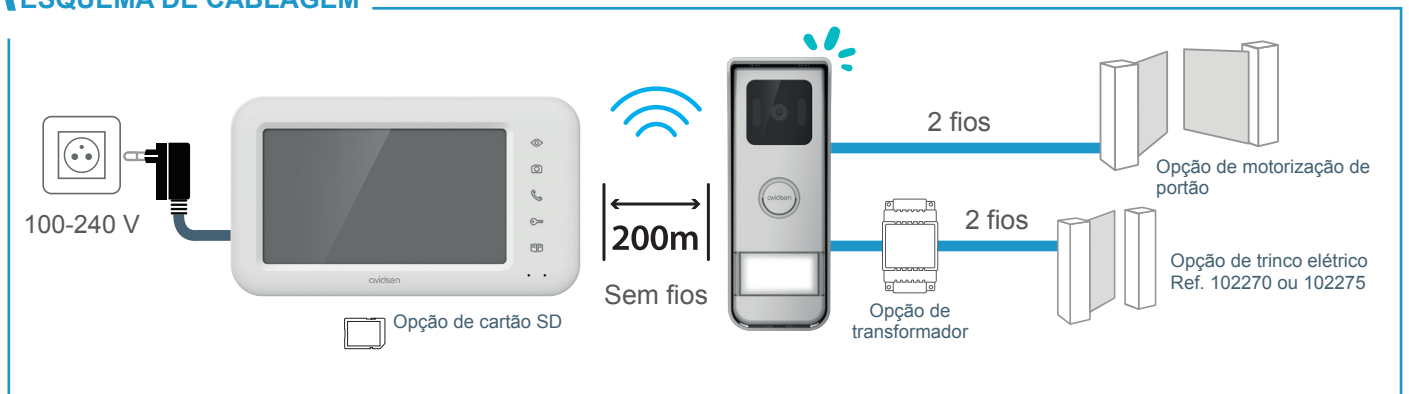 ESQUEMA DE CABLAGEM
100-240 V
avidsen
Opção de cartão SD
200m
Sem fios
avidsen
2 fios
Opção de motorização de
portão
Opção de
transformador
2 fios
Opção de trinco elétrico
Ref. 102270 ou 102275